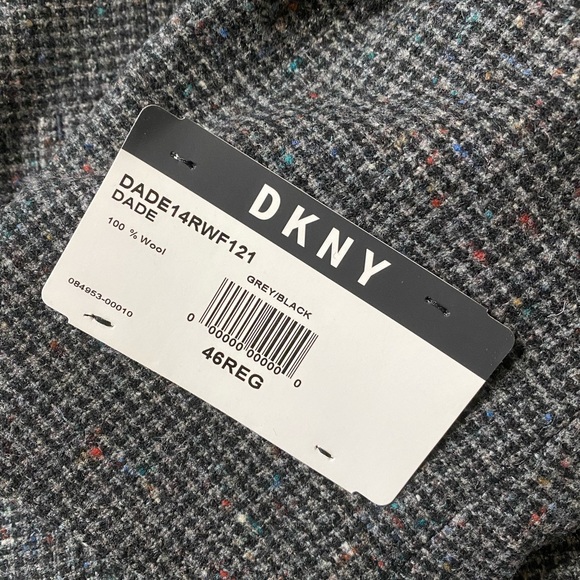 DKNY
DADE14RWF121
DADE
100 % Wool
GREY/BLACK
084953-00010
0 00000 00000 0
46REG